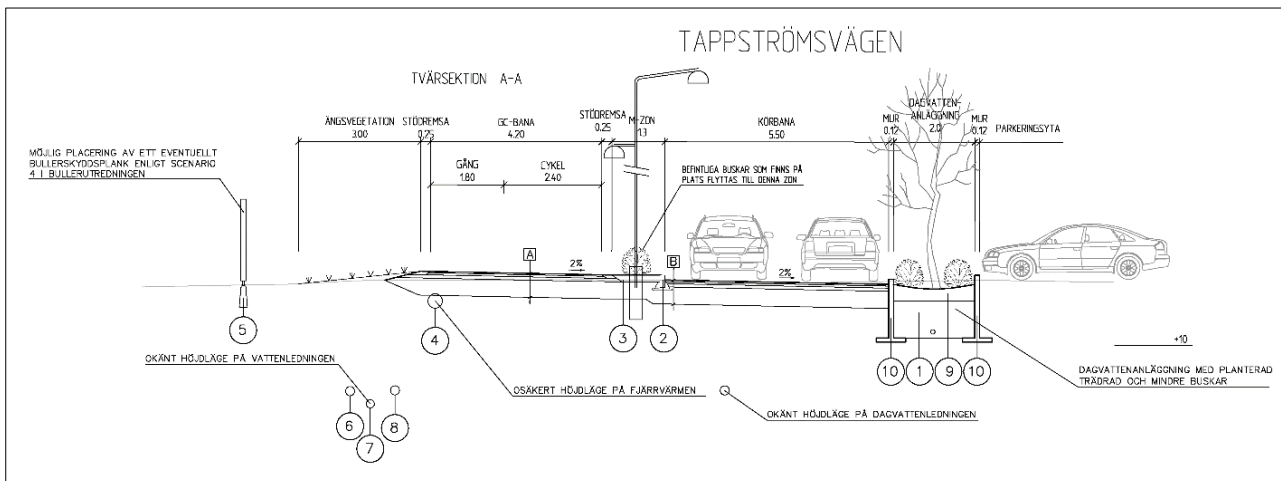 TAPPSTRÖMSVÄGEN
TVÄRSEKTION A-A
ÄNGSVEGETATION
3.00
STÖDREMSA
GC-BANA
4.20
STÖDREMSA
0.25
M-ZON
KÖRBANA
5.50
MUR
0.12
DAGVATTEN-
ANLÄGGNING
2.0
MUR
0.12
PARKERINGSYTA
GÅNG
1.80
CYKEL
2.40
MÖJLIG PLACERING AV ETT EVENTUELLT
BULLERSKYDDSPLANK ENLIGT SCENARIO
4 I BULLERUTREDNINGEN
BEFINTLIGA BUSKAR SOM FINNS PÅ
PLATS FLYTTAS TILL DENNA ZON
A
2%
B
2%
5
4
3
2
10
1
9
10
+10
OKÄNT HÖJDLÄGE PÅ VATTENLEDNINGEN
OSÄKERT HÖJDLÄGE PÅ FJÄRRVÄRMEN
OKÄNT HÖJDLÄGE PÅ DAGVATTENLEDNINGEN
DAGVATTENANLÄGGNING MED PLANTERAD
TRÄDRAD OCH MINDRE BUSKAR
6
7
8